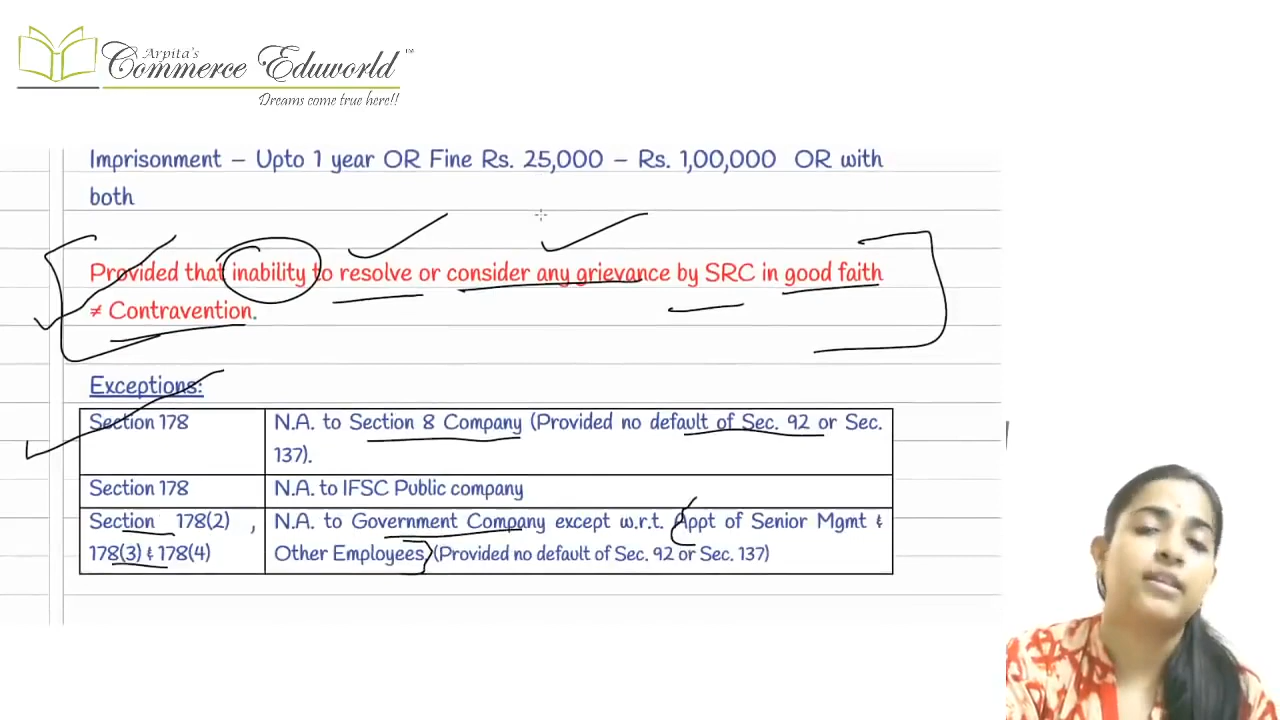 Arpita's
Commerce Eduworld™
Dreams come true here!!
Imprisonment – Upto 1 year OR Fine Rs. 25,000 – Rs. 1,00,000 OR with
both
Provided that inability to resolve or consider any grievance by SRC in good faith
≠ Contravention.
Exceptions:
Section 178 N.A. to Section 8 Company (Provided no default of Sec. 92 or Sec.
137).
Section 178 N.A. to IFSC Public company
Section 178(2) , N.A. to Government Company except w.r.t. Appt of Senior Mgmt &
178(3) & 178(4) Other Employees (Provided no default of Sec. 92 or Sec. 137)